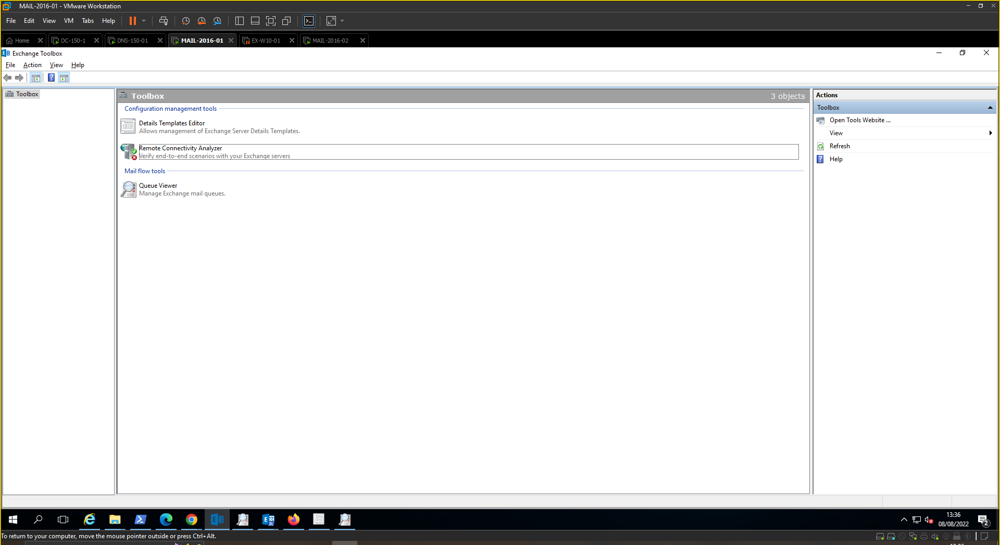 MAIL-2016-01 - VMware Workstation
File Edit View VM Tabs Help
Home DC-150-1 DNS-150-01 MAIL-2016-01 EX-W10-01 MAIL-2016-02
Exchange Toolbox
File Action View Help
Toolbox
Toolbox 3 objects
Configuration management tools
Details Templates Editor
Allows management of Exchange Server Details Templates.
Remote Connectivity Analyzer
Verify end-to-end scenarios with your Exchange servers
Mail flow tools
Queue Viewer
Manage Exchange mail queues.
Actions
Toolbox
Open Tools Website ...
View
Refresh
Help
13:36
08/08/2022
2
To return to your computer, move the mouse pointer outside or press Ctrl+Alt.